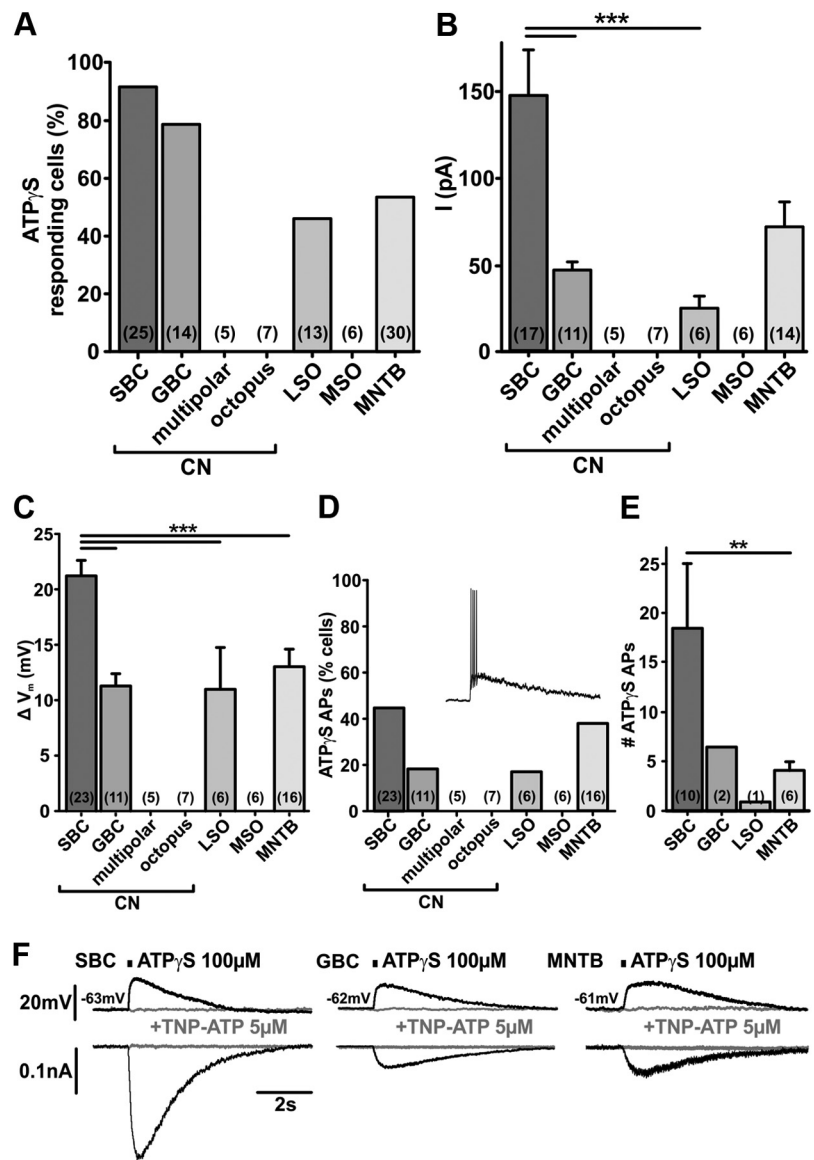 A
ATPγS
responding cells (%)
100
80
60
40
20
0
(25) (14) (5) (7) (13) (6) (30)
SBC GBC multipolar octopus LSO MSO MNTB
CN
B
***
I (pA)
150
100
50
0
(17) (11) (5) (7) (6) (6) (14)
SBC GBC multipolar octopus LSO MSO MNTB
CN
C
***
Δ Vm (mV)
25
20
15
10
5
0
(23) (11) (5) (7) (6) (6) (16)
SBC GBC multipolar octopus LSO MSO MNTB
CN
D
ATPγS APs (% cells)
100
80
60
40
20
0
(23) (11) (5) (7) (6) (6) (16)
SBC GBC multipolar octopus LSO MSO MNTB
CN
E
**
# ATPγS APs
25
20
15
10
5
0
(10) (2) (1) (6)
SBC GBC LSO MNTB
F
SBC ATPγS 100µM GBC ATPγS 100µM MNTB ATPγS 100µM
20mV -63mV -62mV -61mV
+TNP-ATP 5µM +TNP-ATP 5µM +TNP-ATP 5µM
0.1nA
2s